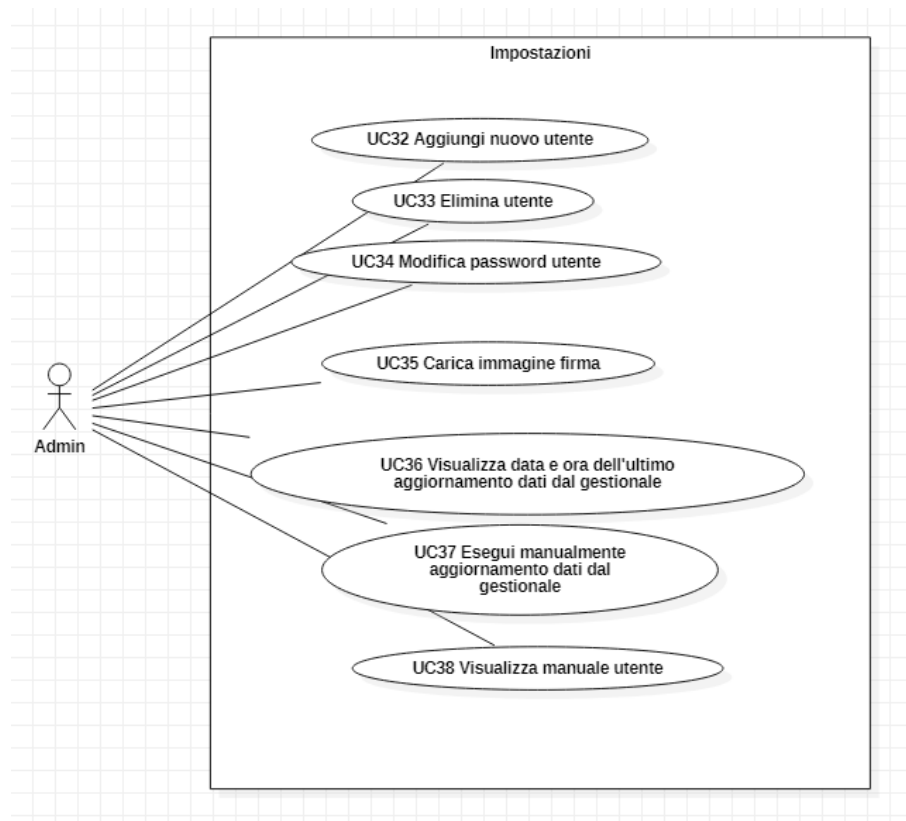 Impostazioni
UC32 Aggiungi nuovo utente
UC33 Elimina utente
UC34 Modifica password utente
UC35 Carica immagine firma
Admin
UC36 Visualizza data e ora dell'ultimo
aggiornamento dati dal gestionale
UC37 Esegui manualmente
aggiornamento dati dal
gestionale
UC38 Visualizza manuale utente